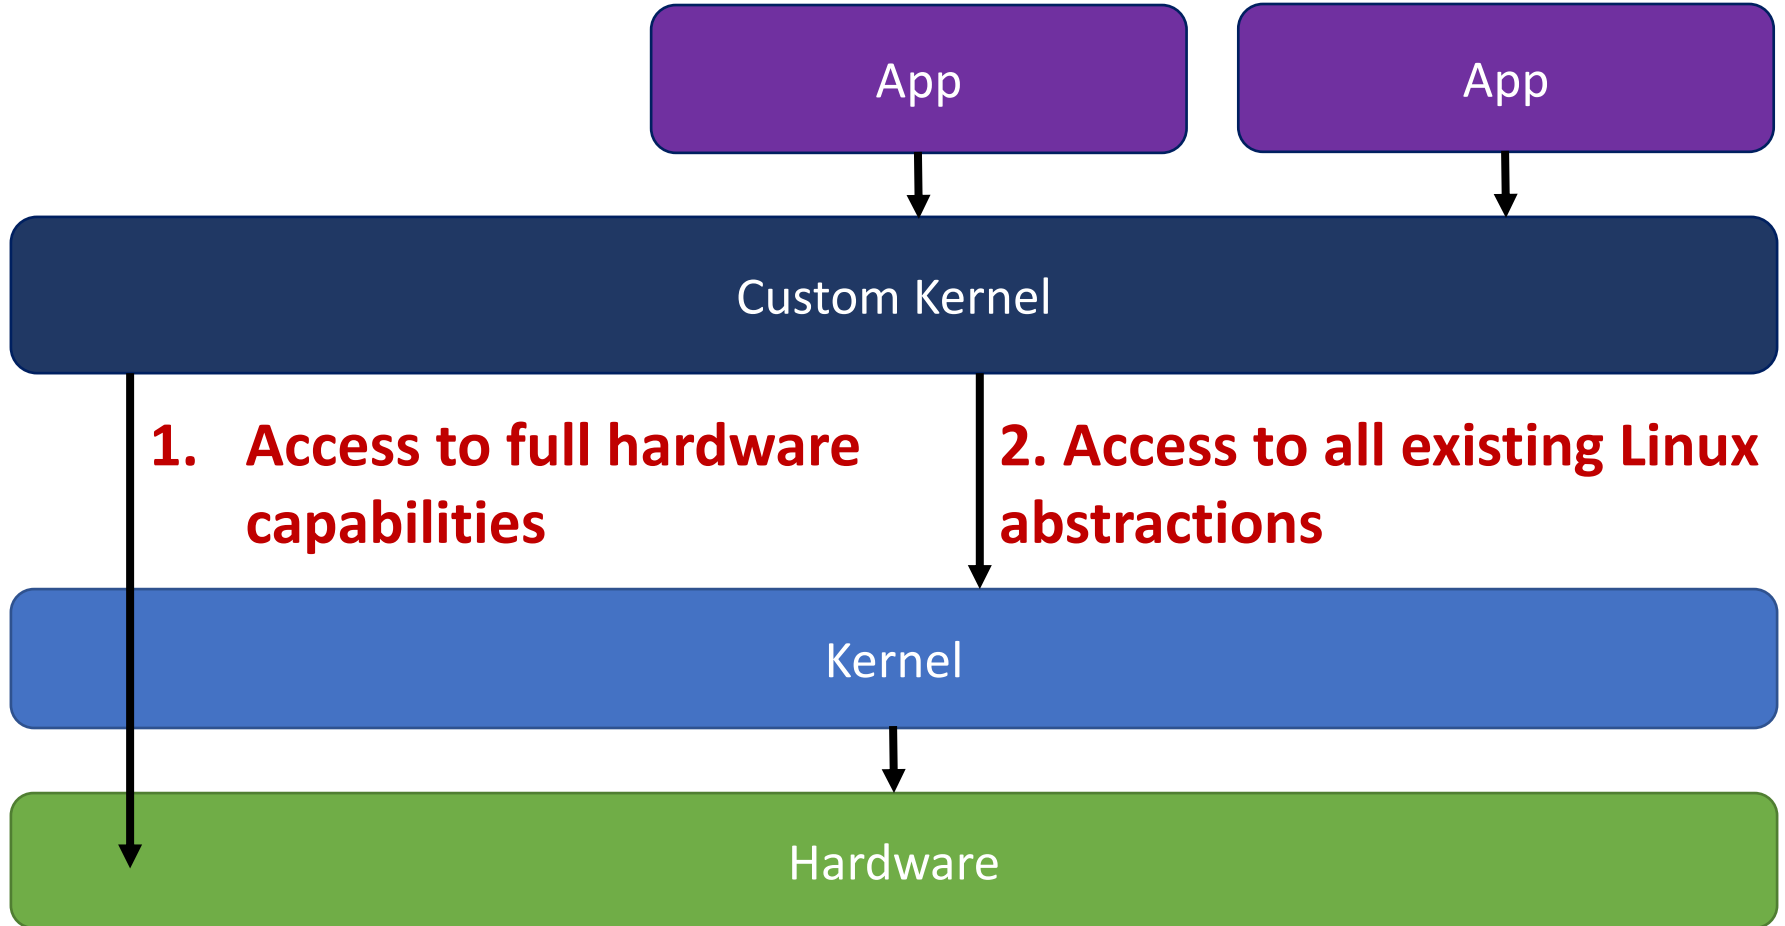 App
App
Custom Kernel
1. Access to full hardware
capabilities
2. Access to all existing Linux
abstractions
Kernel
Hardware